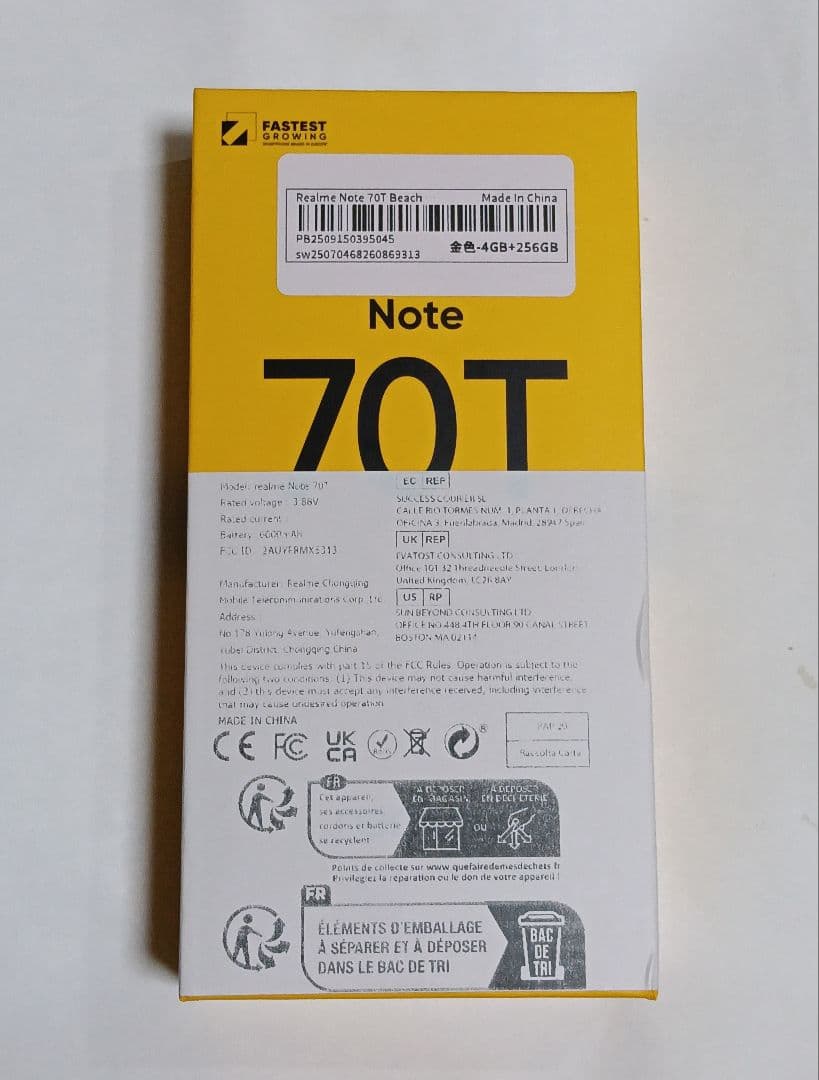 FASTEST
GROWING
Realme Note 70T Beach Made In China
PB2509150395045
sw25070468260869313
金色-4GB+256GB
Note
70T
Model: realme Note 70T
Rated voltage : 3.86V
Rated current :
Battery : 6000mAh
FCC ID :
Manufacturer: Realme Chongqing
Mobile Telecommunications Corp., Ltd.
Address :
No.178 Yulong Avenue, Yufengshan,
Yubei District, Chongqing China
EC REP
SUCCESS COURIER SL
CALLE RIO TORMES NUM. 1, PLANTA 1, DERECHA,
OFICINA 3, Fuenlabrada, Madrid, 28947 Spain
UK REP
EVATOST CONSULTING LTD
Office 101 32 Threadneedle Street, London
United Kingdom, EC2R 8AY
US RP
SUN BEYOND CONSULTING LTD
OFFICE NO.448,4TH FLOOR 90 CANAL STREET
BOSTON MA 02114
This device complies with part 15 of the FCC Rules. Operation is subject to the
following two conditions: (1) This device may not cause harmful interference,
and (2) this device must accept any interference received, including interference
that may cause undesired operation.
MADE IN CHINA
CE FC UK
CA
RoHS
®
PAP 20
Raccolta Carta
FR
Cet appareil,
ses accessoires,
cordons et batterie
se recyclent
À DÉPOSER
EN MAGASIN
OU
À DÉPOSER
EN DÉCHÈTERIE
Points de collecte sur www.quefairedemesdechets.fr
Privilégiez la réparation ou le don de votre appareil !
FR
ÉLÉMENTS D'EMBALLAGE
À SÉPARER ET À DÉPOSER
DANS LE BAC DE TRI
BAC
DE
TRI